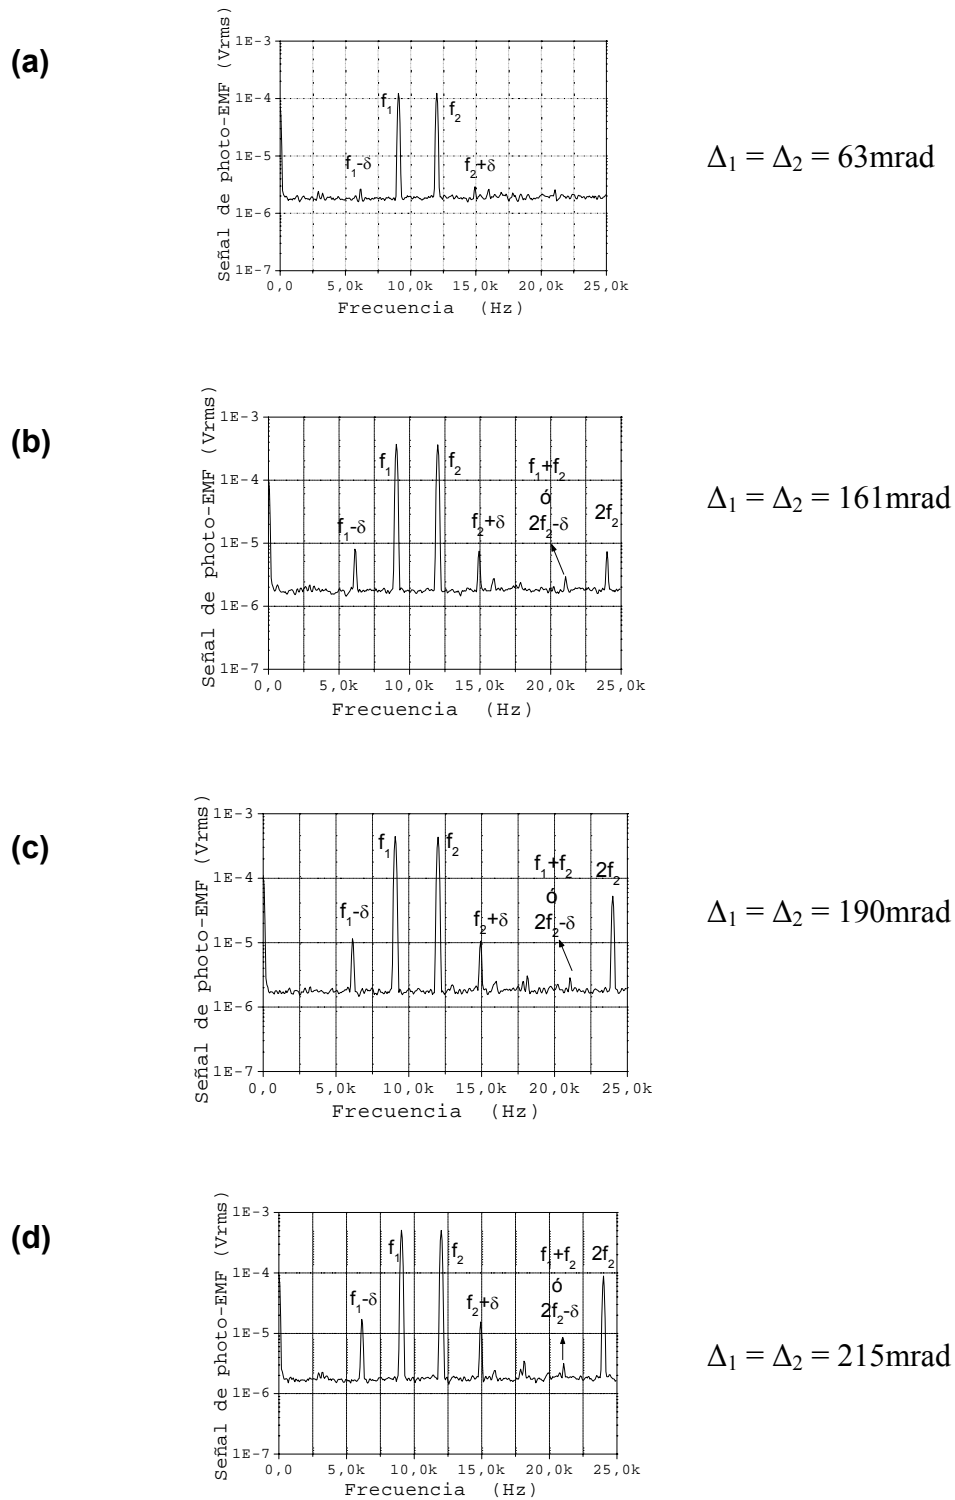 (a)
Señal de photo-EMF (Vrms)
1E-3
1E-4
1E-5
1E-6
1E-7
f₁
f₂
f₁-δ
f₂+δ
0,0 5,0k 10,0k 15,0k 20,0k 25,0k
Frecuencia (Hz)
Δ₁ = Δ₂ = 63mrad
(b)
Señal de photo-EMF (Vrms)
1E-3
1E-4
1E-5
1E-6
1E-7
f₁
f₂
f₁-δ
f₂+δ
f₁+f₂
ó
2f₂-δ
2f₂
0,0 5,0k 10,0k 15,0k 20,0k 25,0k
Frecuencia (Hz)
Δ₁ = Δ₂ = 161mrad
(c)
Señal de photo-EMF (Vrms)
1E-3
1E-4
1E-5
1E-6
1E-7
f₁
f₂
f₁-δ
f₂+δ
f₁+f₂
ó
2f₂-δ
2f₂
0,0 5,0k 10,0k 15,0k 20,0k 25,0k
Frecuencia (Hz)
Δ₁ = Δ₂ = 190mrad
(d)
Señal de photo-EMF (Vrms)
1E-3
1E-4
1E-5
1E-6
1E-7
f₁
f₂
f₁-δ
f₂+δ
f₁+f₂
ó
2f₂-δ
2f₂
0,0 5,0k 10,0k 15,0k 20,0k 25,0k
Frecuencia (Hz)
Δ₁ = Δ₂ = 215mrad